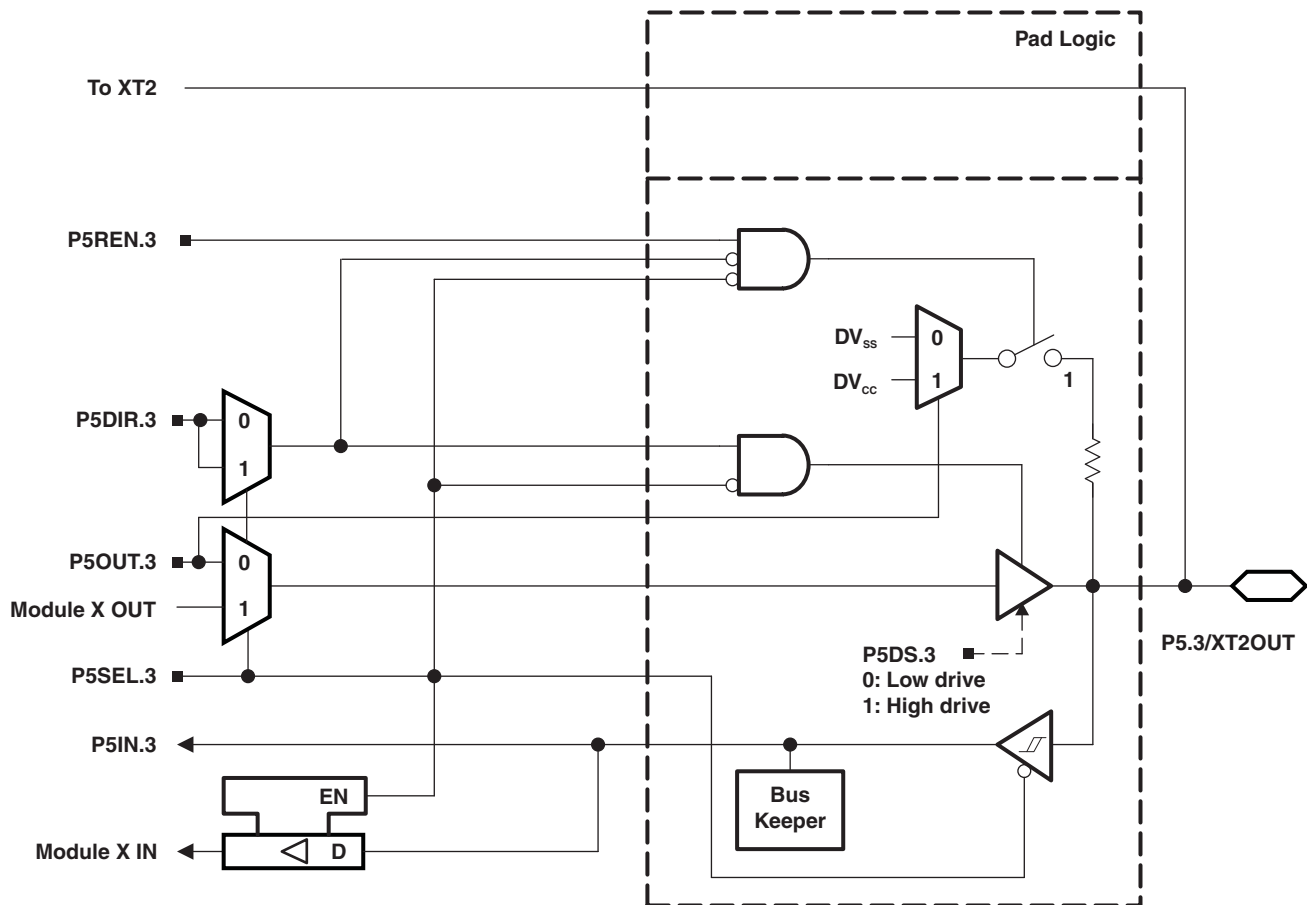 Pad Logic
To XT2
P5REN.3
DVSS
0
DVCC
1
1
P5DIR.3
0
1
P5OUT.3
0
Module X OUT
1
P5SEL.3
P5DS.3
0: Low drive
1: High drive
P5.3/XT2OUT
P5IN.3
EN
Bus
Keeper
Module X IN
D